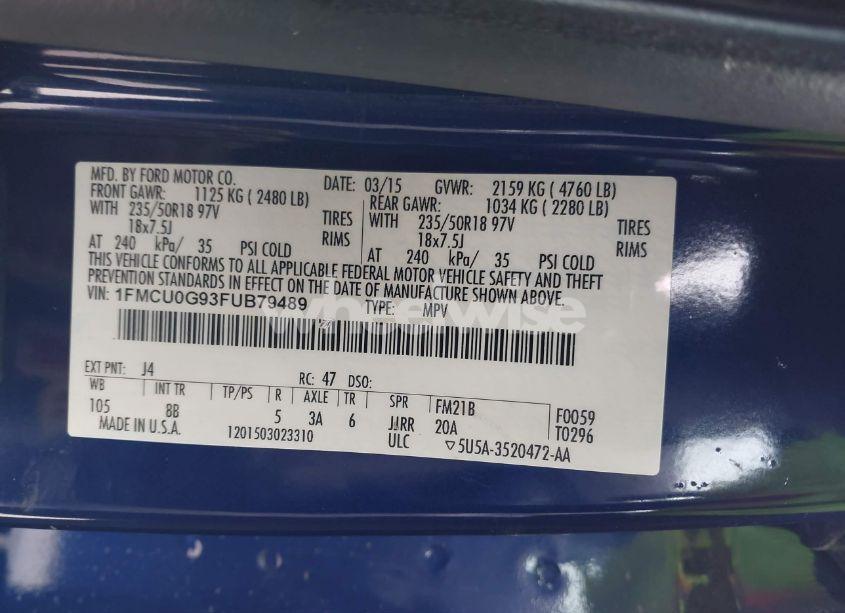 MFD. BY FORD MOTOR CO. DATE: 03/15 GVWR: 2159 KG ( 4760 LB)
FRONT GAWR: 1125 KG ( 2480 LB) REAR GAWR: 1034 KG ( 2280 LB)
WITH 235/50R18 97V TIRES WITH 235/50R18 97V TIRES
18x7.5J RIMS 18x7.5J RIMS
AT 240 kPa/ 35 PSI COLD AT 240 kPa/ 35 PSI COLD
THIS VEHICLE CONFORMS TO ALL APPLICABLE FEDERAL MOTOR VEHICLE SAFETY AND THEFT
PREVENTION STANDARDS IN EFFECT ON THE DATE OF MANUFACTURE SHOWN ABOVE.
VIN: 1FMCU0G93FUB79489 TYPE: MPV
wheelwise
EXT PNT: J4 RC: 47 DSO:
WB INT TR TP/PS R AXLE TR SPR FM21B F0059
105 8B 5 3A 6 JJRR 20A T0296
MADE IN U.S.A. 1201503023310 ULC ▽5U5A-3520472-AA